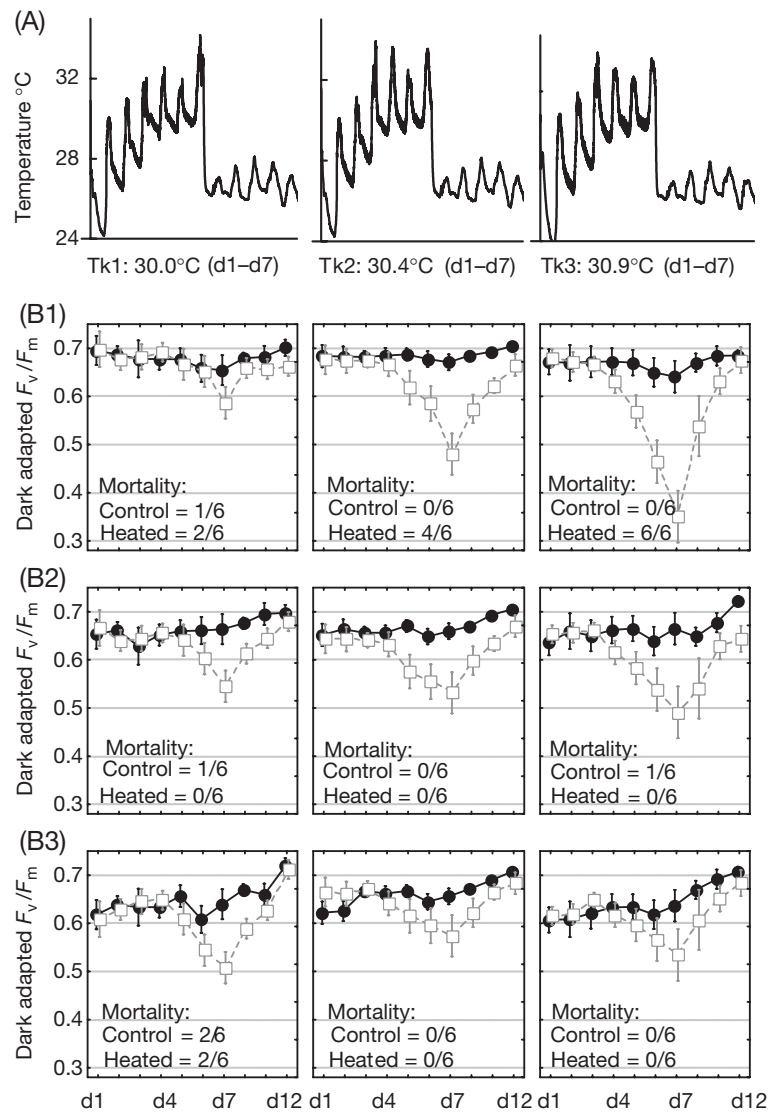 (A)
Temperature °C
32
28
24
Tk1: 30.0°C (d1–d7)
Tk2: 30.4°C (d1–d7)
Tk3: 30.9°C (d1–d7)
(B1)
Dark adapted Fv/Fm
0.7
0.6
0.5
0.4
0.3
Mortality:
Control = 1/6
Heated = 2/6
Mortality:
Control = 0/6
Heated = 4/6
Mortality:
Control = 0/6
Heated = 6/6
(B2)
Dark adapted Fv/Fm
0.7
0.6
0.5
0.4
0.3
Mortality:
Control = 1/6
Heated = 0/6
Mortality:
Control = 0/6
Heated = 0/6
Mortality:
Control = 1/6
Heated = 0/6
(B3)
Dark adapted Fv/Fm
0.7
0.6
0.5
0.4
0.3
Mortality:
Control = 2/6
Heated = 2/6
Mortality:
Control = 0/6
Heated = 0/6
Mortality:
Control = 0/6
Heated = 0/6
d1 d4 d7 d12
d1 d4 d7 d12
d1 d4 d7 d12